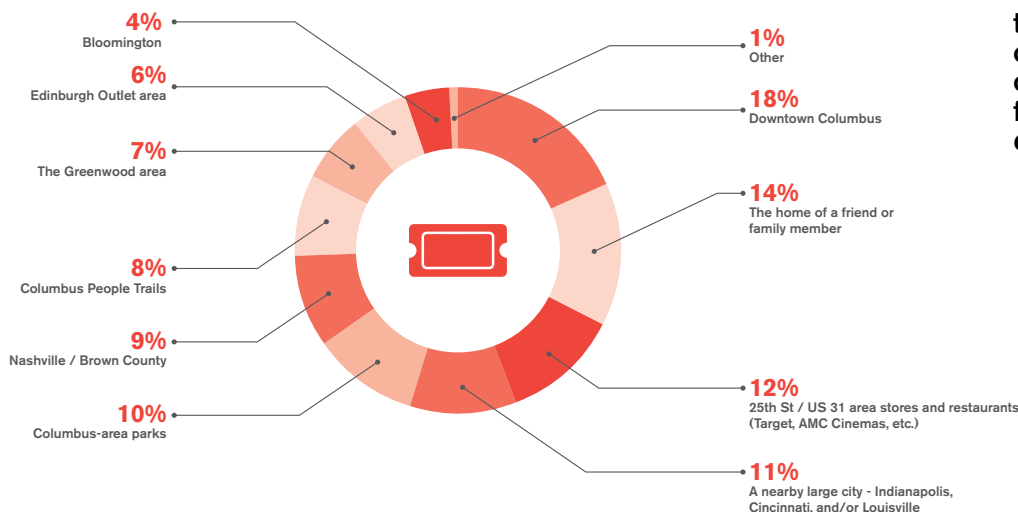 4%
Bloomington
6%
Edinburgh Outlet area
7%
The Greenwood area
8%
Columbus People Trails
9%
Nashville / Brown County
10%
Columbus-area parks
1%
Other
18%
Downtown Columbus
14%
The home of a friend or
family member
12%
25th St / US 31 area stores and restaurants
(Target, AMC Cinemas, etc.)
11%
A nearby large city - Indianapolis,
Cincinnati, and/or Louisville